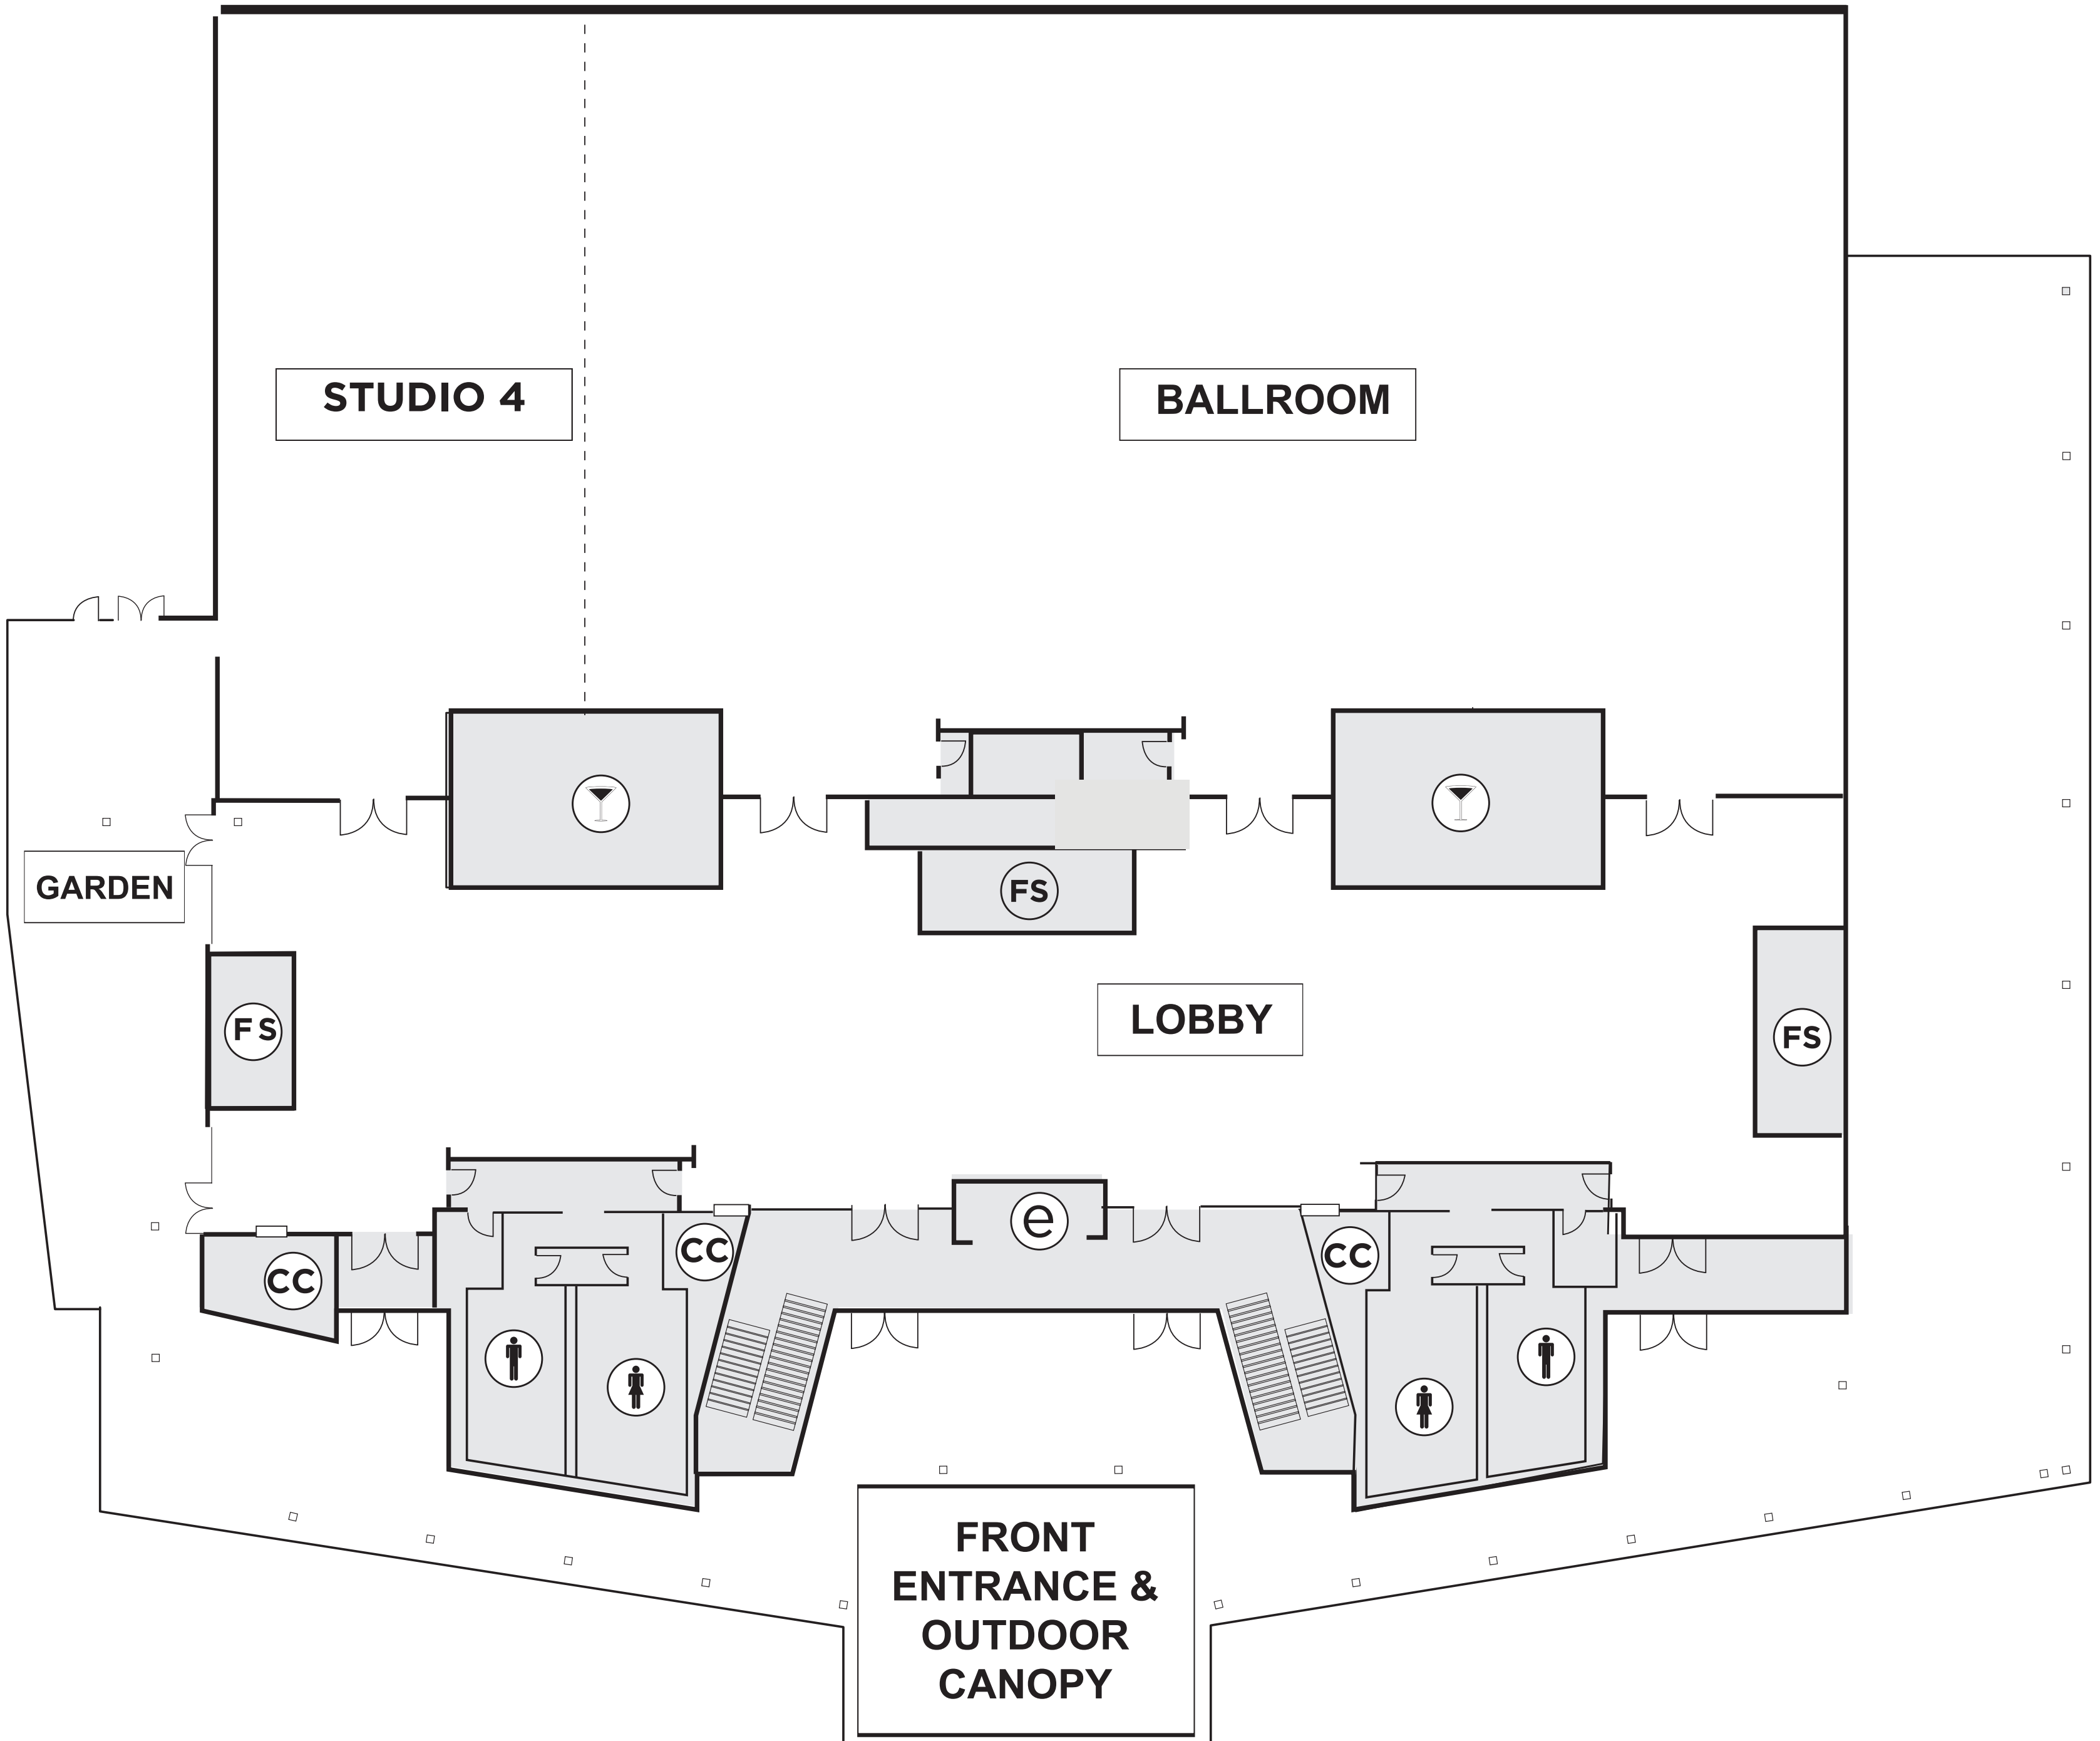 STUDIO 4
BALLROOM
GARDEN
FS
FS
LOBBY
FS
e
CC
CC
CC
FRONT
ENTRANCE &
OUTDOOR
CANOPY